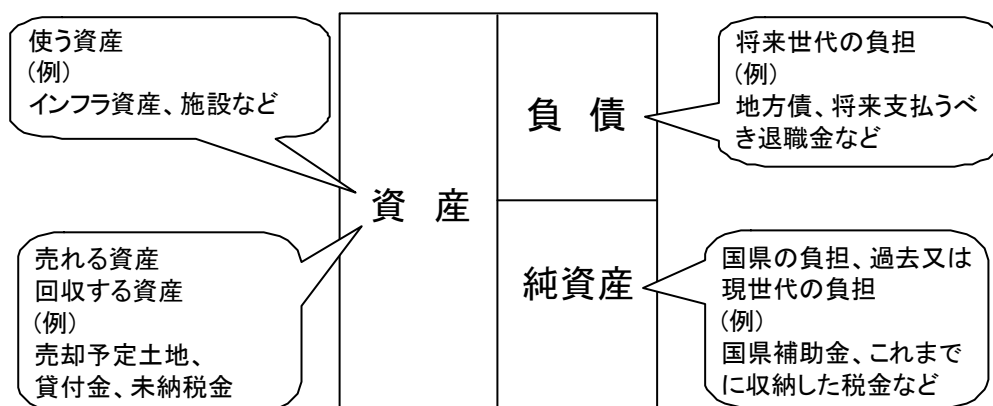 使う資産
(例)
インフラ資産、施設など
売れる資産
回収する資産
(例)
売却予定土地、
貸付金、未納税金
資 産
負 債
純資産
将来世代の負担
(例)
地方債、将来支払うべ
き退職金など
国県の負担、過去又は
現世代の負担
(例)
国県補助金、これまで
に収納した税金など